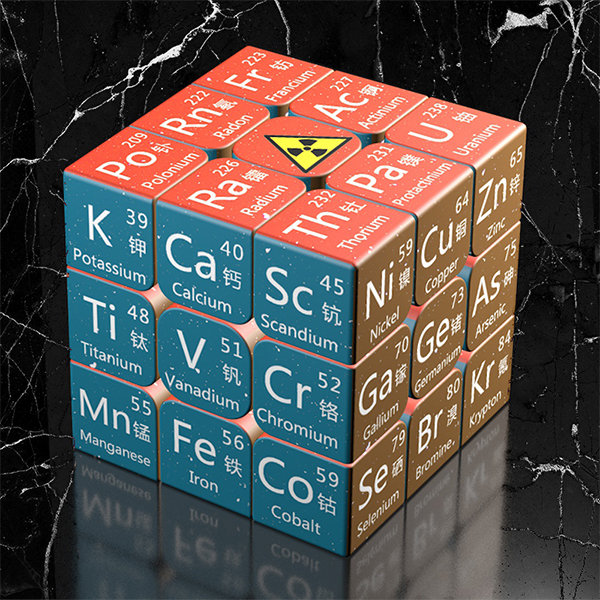 223
Fr 钫
Francium
227
Ac 锕
Actinium
238
U 铀
Uranium
222
Rn 氡
Radon
231
Pa 镤
Protactinium
209
Po 钋
Polonium
226
Ra 镭
Radium
232
Th 钍
Thorium
39
K 钾
Potassium
40
Ca 钙
Calcium
45
Sc 钪
Scandium
48
Ti 钛
Titanium
51
V 钒
Vanadium
52
Cr 铬
Chromium
55
Mn 锰
Manganese
56
Fe 铁
Iron
59
Co 钴
Cobalt
59
Ni 镍
Nickel
64
Cu 铜
Copper
65
Zn 锌
Zinc
70
Ga 镓
Gallium
73
Ge 锗
Germanium
75
As 砷
Arsenic
79
Se 硒
Selenium
80
Br 溴
Bromine
84
Kr 氪
Krypton